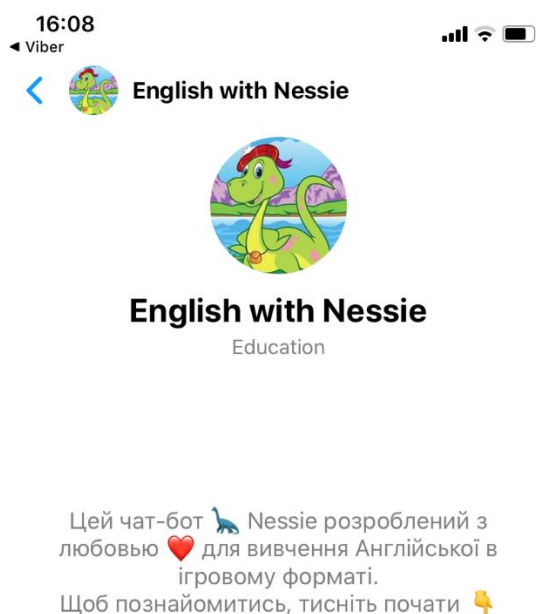 16:08
◀ Viber
English with Nessie
English with Nessie
Education
Цей чат-бот 🦕 Nessie розроблений з
любовью ❤️ для вивчення Англійської в
ігровому форматі.
Щоб познайомитись, тисніть почати 👇